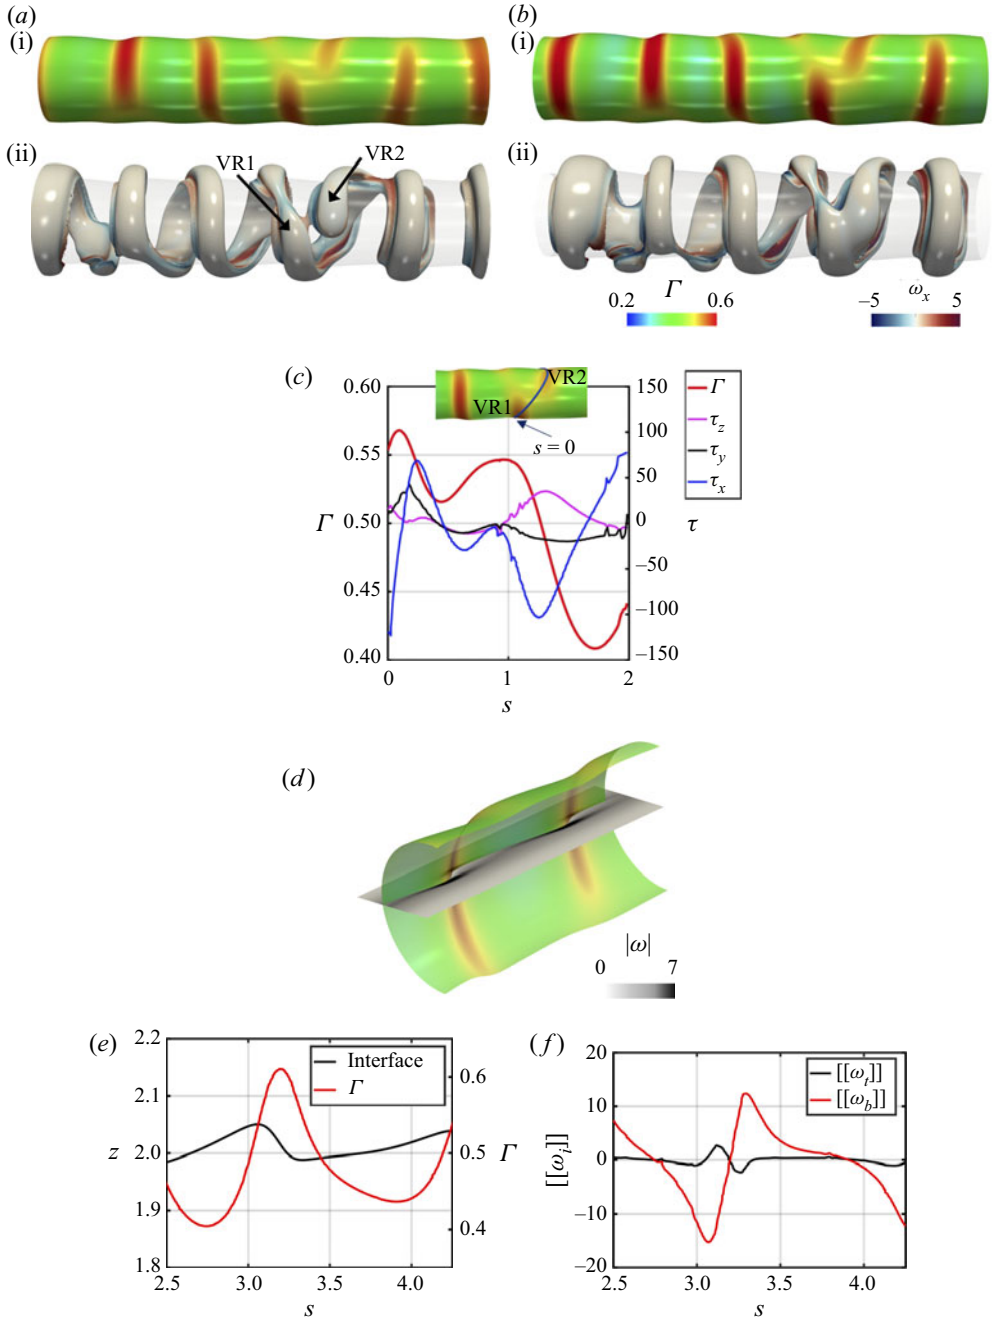 (a)
(b)
(i)
(i)
(ii)
VR1
VR2
(ii)
0.2 Γ 0.6
−5 ωx 5
(c)
0.60
0.55
Γ 0.50
0.45
0.40
0 1 2
s
VR2
VR1
s = 0
150
100
50
0
τ
−50
−100
−150
Γ
τz
τy
τx
(d)
|ω|
0 7
(e)
2.2
2.1
z 2.0
1.9
1.8
2.5 3.0 3.5 4.0
s
Interface
Γ
0.6
0.5 Γ
0.4
(f)
20
10
0
−10
−20
[[ωi]]
2.5 3.0 3.5 4.0
s
[[ωt]]
[[ωb]]